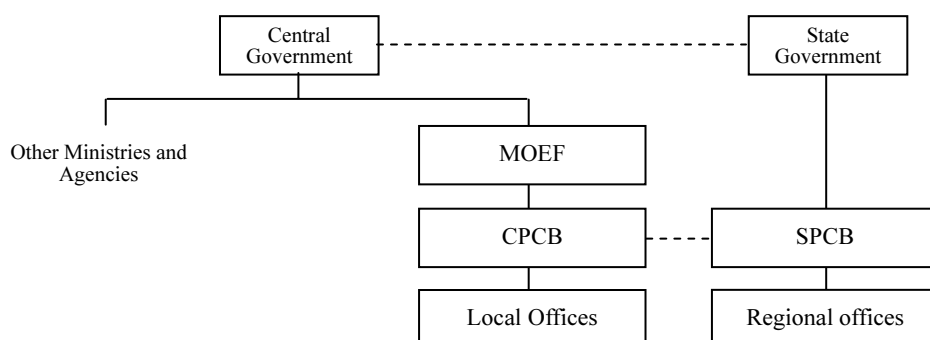 Central
Government
State
Government
Other Ministries and
Agencies
MOEF
CPCB
SPCB
Local Offices
Regional offices